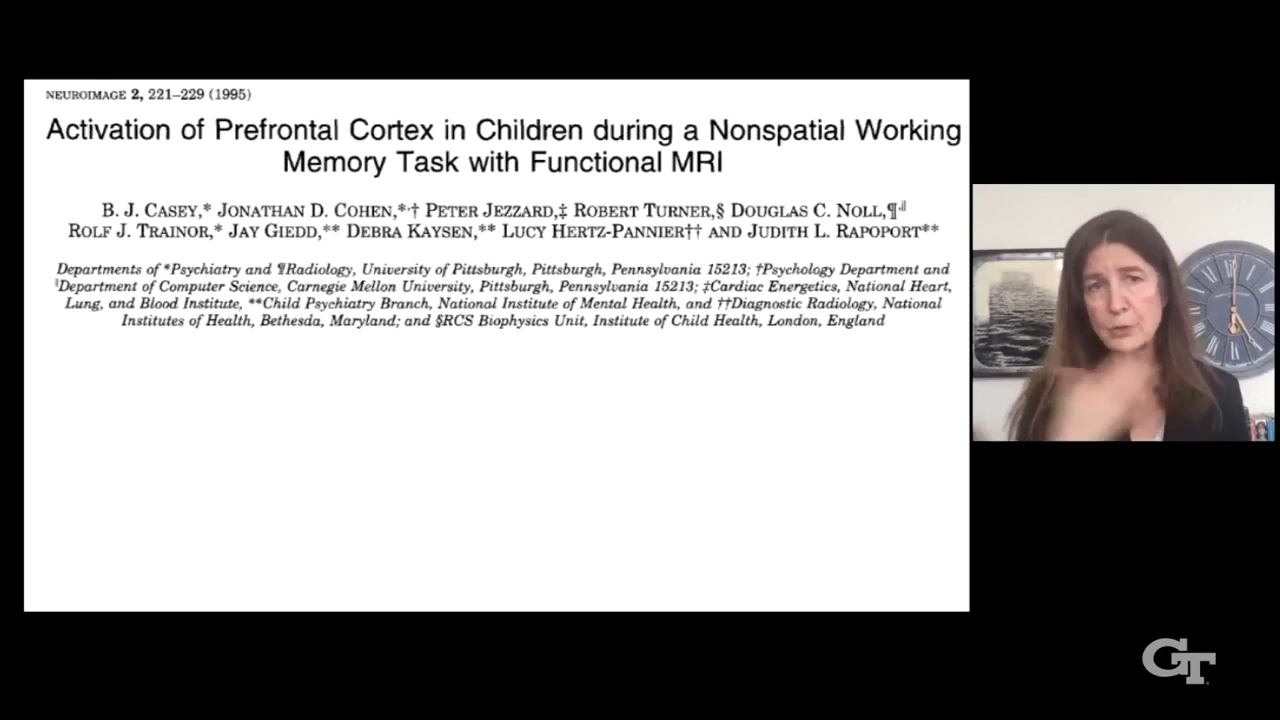 NEUROIMAGE 2, 221–229 (1995)
Activation of Prefrontal Cortex in Children during a Nonspatial Working
Memory Task with Functional MRI
B. J. CASEY,* JONATHAN D. COHEN,*,† PETER JEZZARD,‡ ROBERT TURNER,§ DOUGLAS C. NOLL,¶,‖
ROLF J. TRAINOR,* JAY GIEDD,** DEBRA KAYSEN,** LUCY HERTZ-PANNIER†† AND JUDITH L. RAPOPORT**
Departments of *Psychiatry and ¶Radiology, University of Pittsburgh, Pittsburgh, Pennsylvania 15213; †Psychology Department and
‖Department of Computer Science, Carnegie Mellon University, Pittsburgh, Pennsylvania 15213; ‡Cardiac Energetics, National Heart,
Lung, and Blood Institute, **Child Psychiatry Branch, National Institute of Mental Health, and ††Diagnostic Radiology, National
Institutes of Health, Bethesda, Maryland; and §RCS Biophysics Unit, Institute of Child Health, London, England
GT